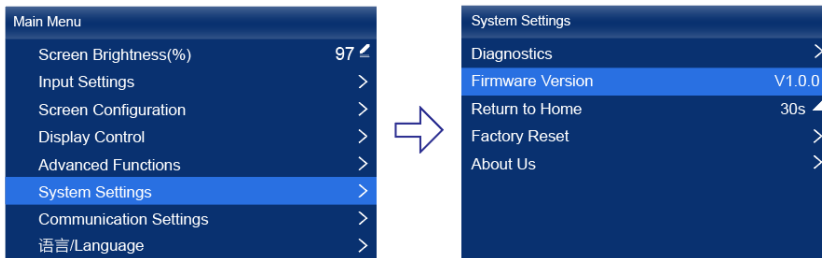 Main Menu
Screen Brightness(%) 97
Input Settings
Screen Configuration
Display Control
Advanced Functions
System Settings
Communication Settings
语言/Language
System Settings
Diagnostics
Firmware Version V1.0.0
Return to Home 30s
Factory Reset
About Us